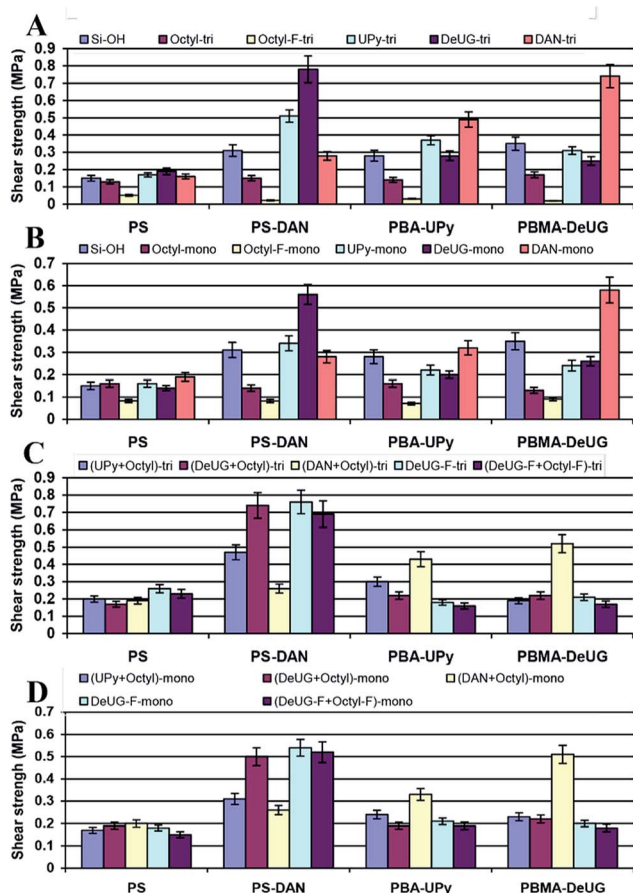 A
Si-OH Octyl-tri Octyl-F-tri UPy-tri DeUG-tri DAN-tri
Shear strength (MPa)
0.9
0.8
0.7
0.6
0.5
0.4
0.3
0.2
0.1
0
PS PS-DAN PBA-UPy PBMA-DeUG
B
Si-OH Octyl-mono Octyl-F-mono UPy-mono DeUG-mono DAN-mono
Shear strength (MPa)
0.7
0.6
0.5
0.4
0.3
0.2
0.1
0
PS PS-DAN PBA-UPy PBMA-DeUG
C
(UPy+Octyl)-tri (DeUG+Octyl)-tri (DAN+Octyl)-tri DeUG-F-tri (DeUG-F+Octyl-F)-tri
Shear strength (MPa)
0.9
0.8
0.7
0.6
0.5
0.4
0.3
0.2
0.1
0
PS PS-DAN PBA-UPy PBMA-DeUG
D
(UPy+Octyl)-mono (DeUG+Octyl)-mono (DAN+Octyl)-mono
DeUG-F-mono (DeUG-F+Octyl-F)-mono
Shear strength (MPa)
0.7
0.6
0.5
0.4
0.3
0.2
0.1
0
PS PS-DAN PBA-UPy PBMA-DeUG